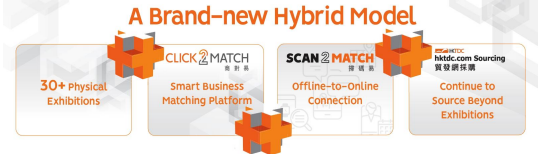 A Brand-new Hybrid Model
30+ Physical
Exhibitions
CLICK2MATCH
商對易
Smart Business
Matching Platform
SCAN2MATCH
掃碼易
Offline-to-Online
Connection
HKTDC
hktdc.com Sourcing
貿發網採購
Continue to
Source Beyond
Exhibitions